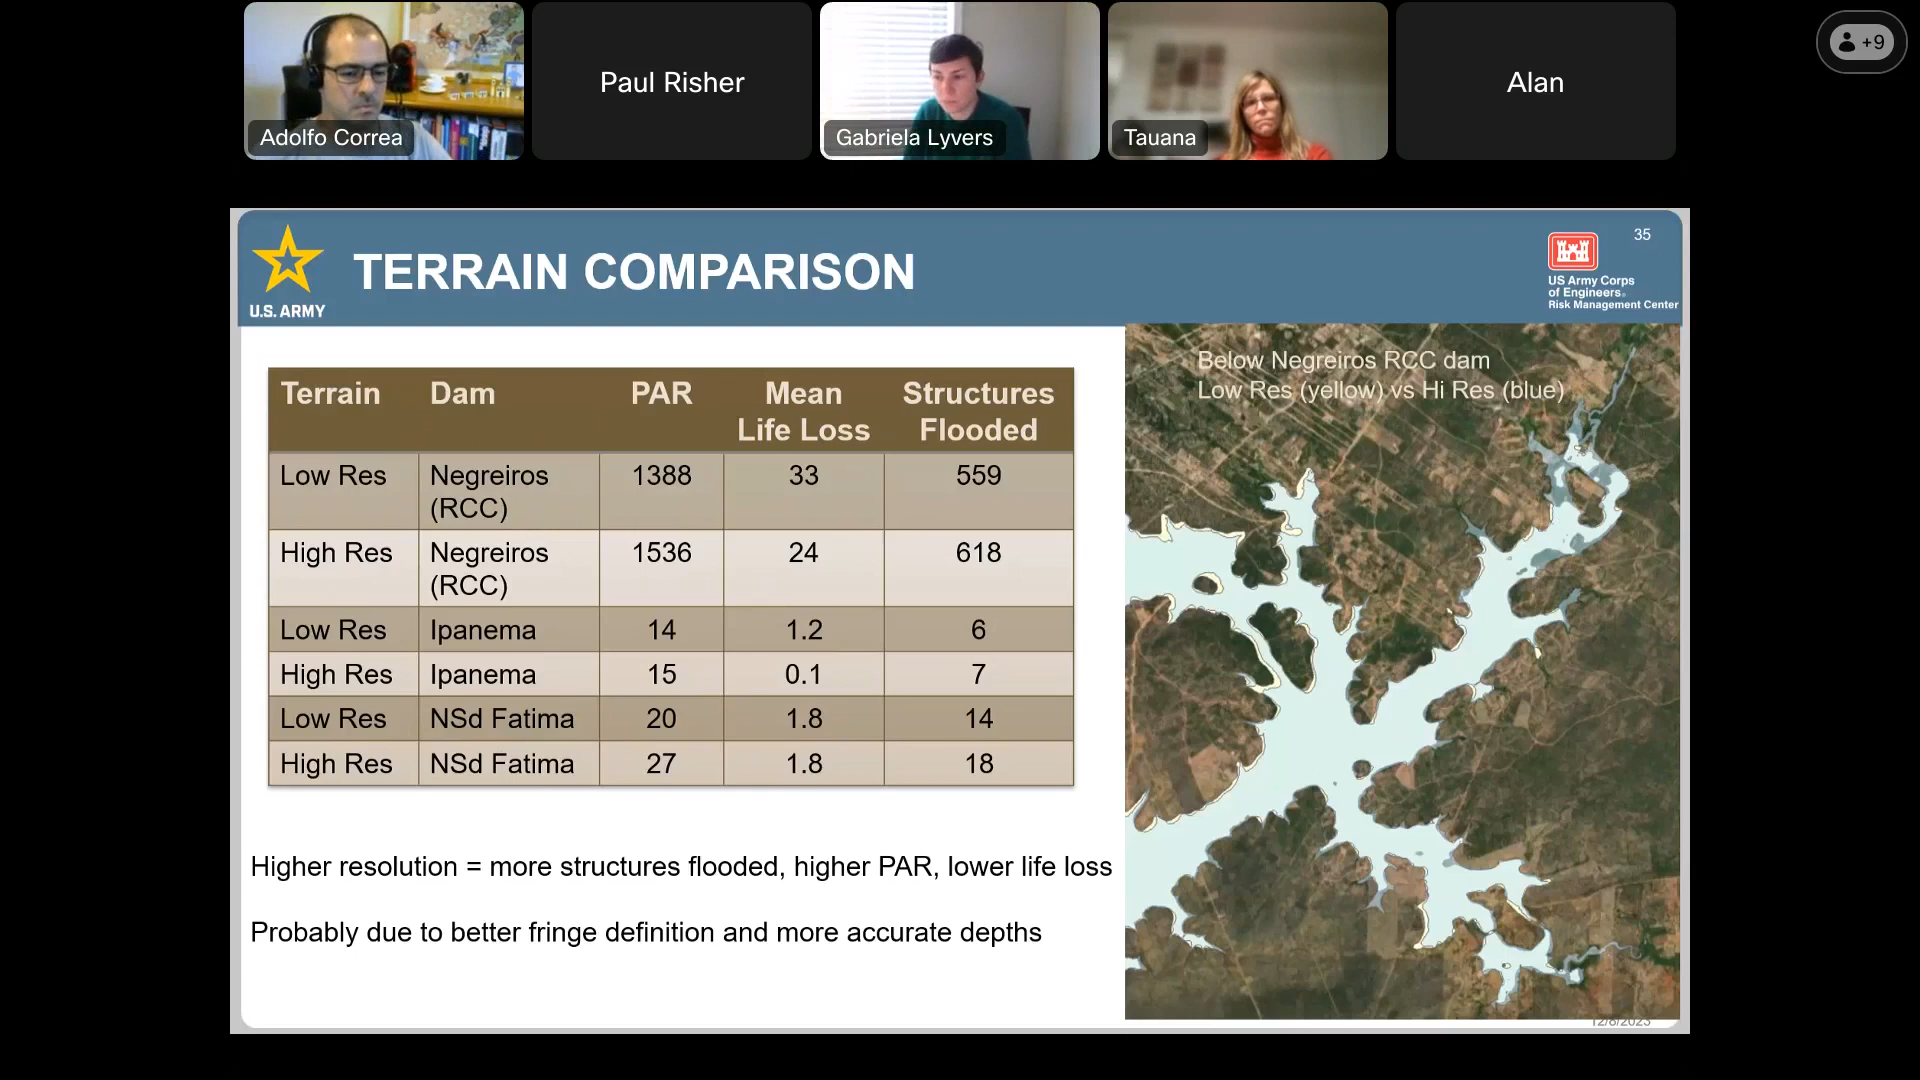 Adolfo Correa
Paul Risher
Gabriela Lyvers
Tauana
Alan
+9
U.S. ARMY
TERRAIN COMPARISON
35
US Army Corps
of Engineers®
Risk Management Center
Terrain Dam PAR Mean Life Loss Structures Flooded
Low Res Negreiros (RCC) 1388 33 559
High Res Negreiros (RCC) 1536 24 618
Low Res Ipanema 14 1.2 6
High Res Ipanema 15 0.1 7
Low Res NSd Fatima 20 1.8 14
High Res NSd Fatima 27 1.8 18
Higher resolution = more structures flooded, higher PAR, lower life loss
Probably due to better fringe definition and more accurate depths
Below Negreiros RCC dam
Low Res (yellow) vs Hi Res (blue)
12/6/2023